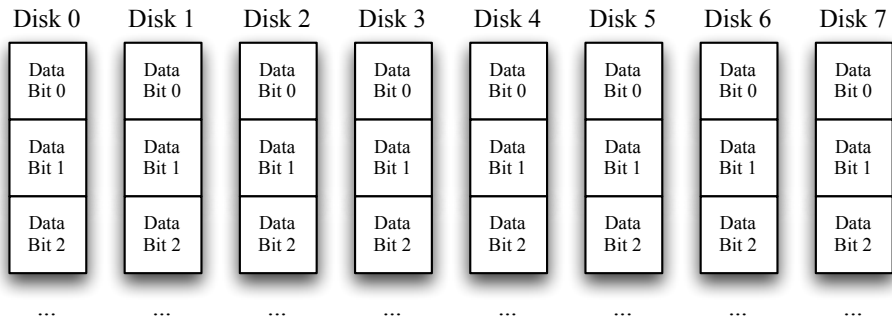 Disk 0 Disk 1 Disk 2 Disk 3 Disk 4 Disk 5 Disk 6 Disk 7
Data Data Data Data Data Data Data Data
Bit 0 Bit 0 Bit 0 Bit 0 Bit 0 Bit 0 Bit 0 Bit 0
Data Data Data Data Data Data Data Data
Bit 1 Bit 1 Bit 1 Bit 1 Bit 1 Bit 1 Bit 1 Bit 1
Data Data Data Data Data Data Data Data
Bit 2 Bit 2 Bit 2 Bit 2 Bit 2 Bit 2 Bit 2 Bit 2
... ... ... ... ... ... ... ...